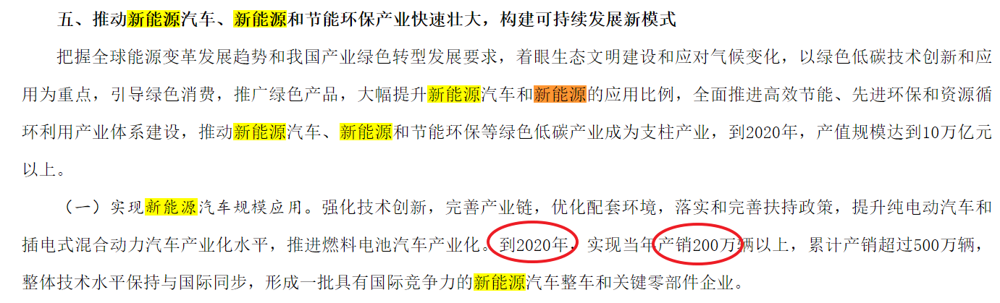 五、推动新能源汽车、新能源和节能环保产业快速壮大，构建可持续发展新模式
把握全球能源变革发展趋势和我国产业绿色转型发展要求，着眼生态文明建设和应对气候变化，以绿色低碳技术创新和应
用为重点，引导绿色消费，推广绿色产品，大幅提升新能源汽车和新能源的应用比例，全面推进高效节能、先进环保和资源循
环利用产业体系建设，推动新能源汽车、新能源和节能环保等绿色低碳产业成为支柱产业，到2020年，产值规模达到10万亿元
以上。
（一）实现新能源汽车规模应用。强化技术创新，完善产业链，优化配套环境，落实和完善扶持政策，提升纯电动汽车和
插电式混合动力汽车产业化水平，推进燃料电池汽车产业化。到2020年，实现当年产销200万辆以上，累计产销超过500万辆，
整体技术水平保持与国际同步，形成一批具有国际竞争力的新能源汽车整车和关键零部件企业。